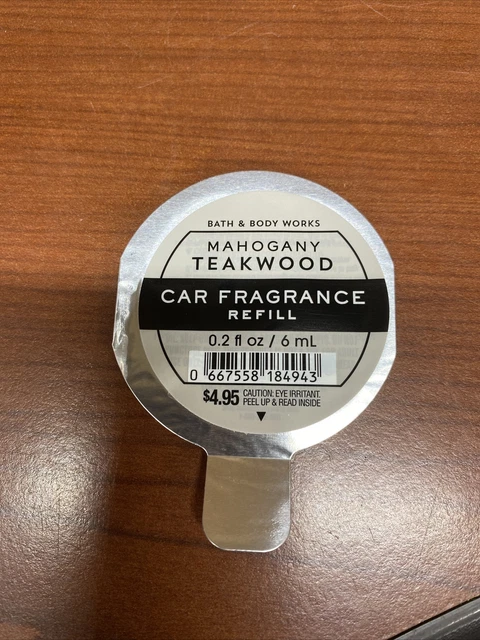 BATH & BODY WORKS
MAHOGANY
TEAKWOOD
CAR FRAGRANCE
REFILL
0.2 fl oz / 6 mL
0 667558 184943
$4.95 CAUTION: EYE IRRITANT.
PEEL UP & READ INSIDE